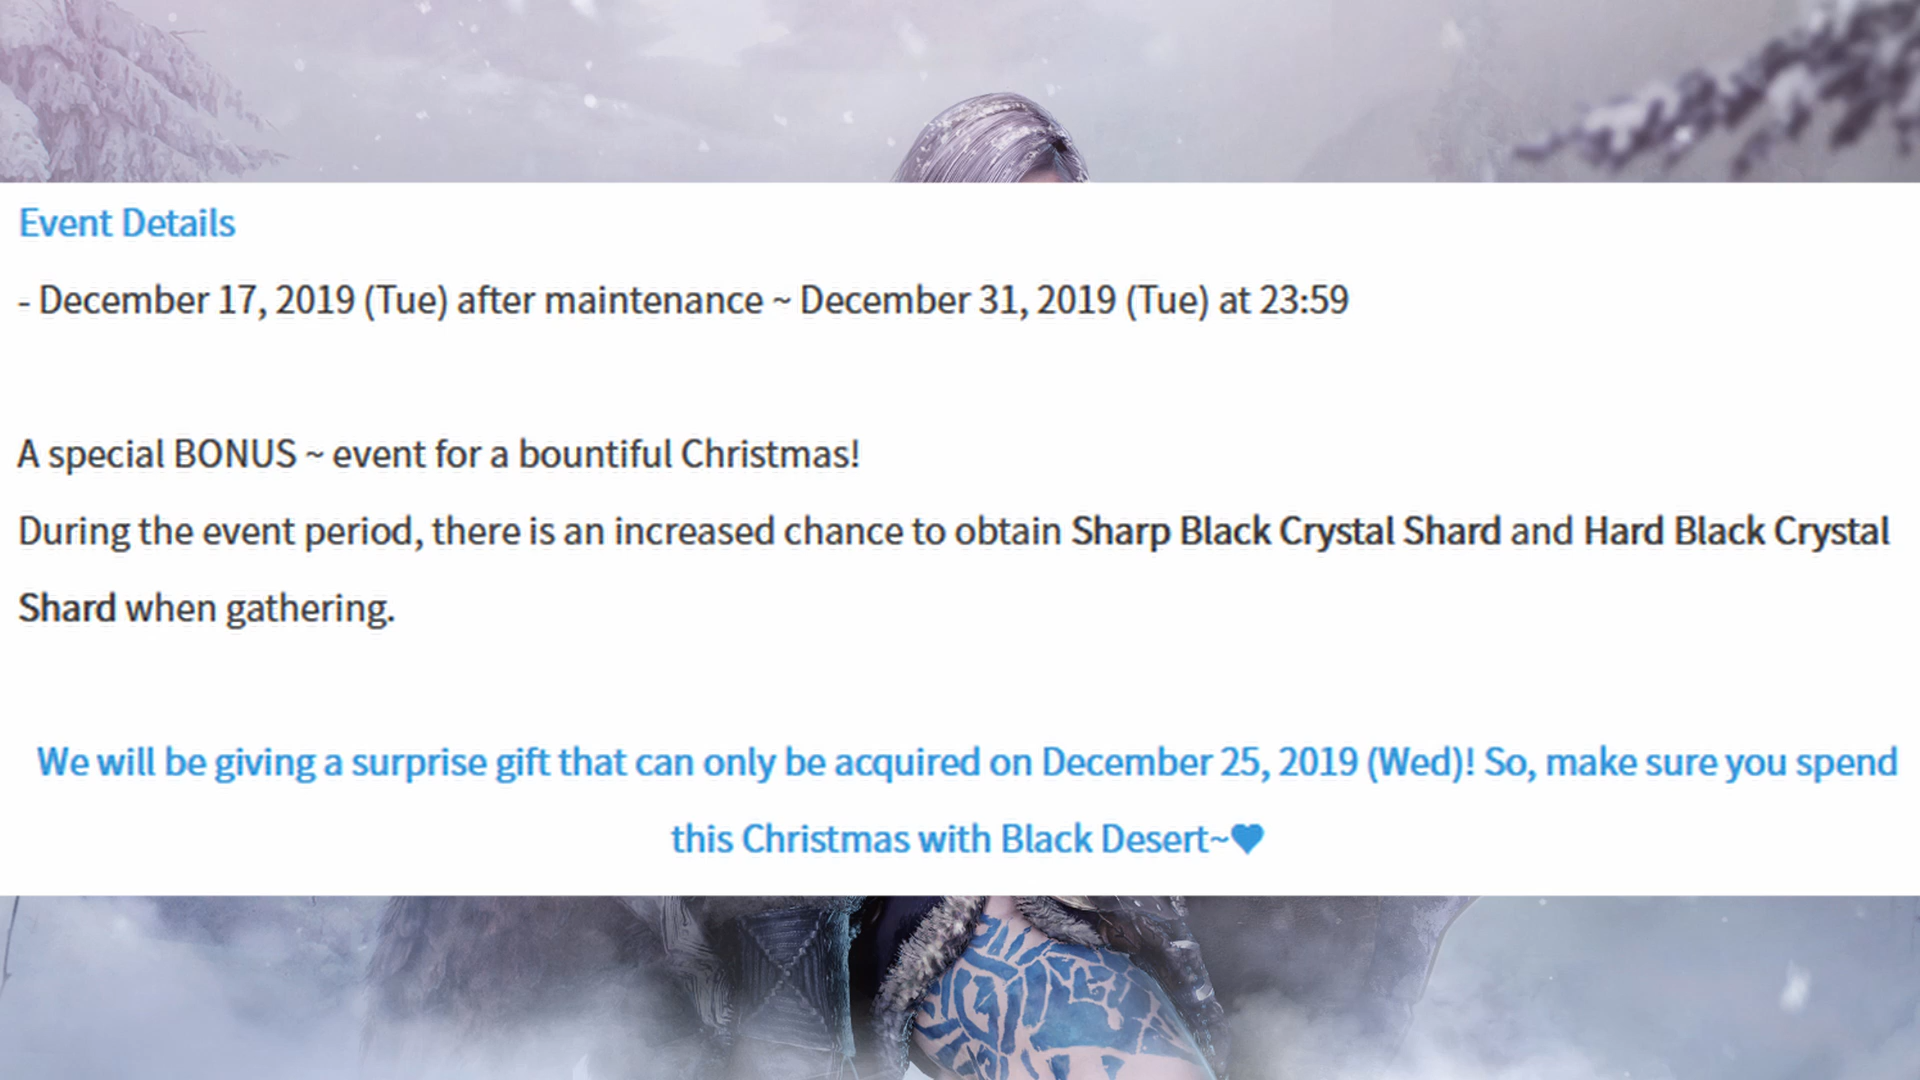 Event Details
- December 17, 2019 (Tue) after maintenance ~ December 31, 2019 (Tue) at 23:59
A special BONUS ~ event for a bountiful Christmas!
During the event period, there is an increased chance to obtain Sharp Black Crystal Shard and Hard Black Crystal
Shard when gathering.
We will be giving a surprise gift that can only be acquired on December 25, 2019 (Wed)! So, make sure you spend
this Christmas with Black Desert~♥